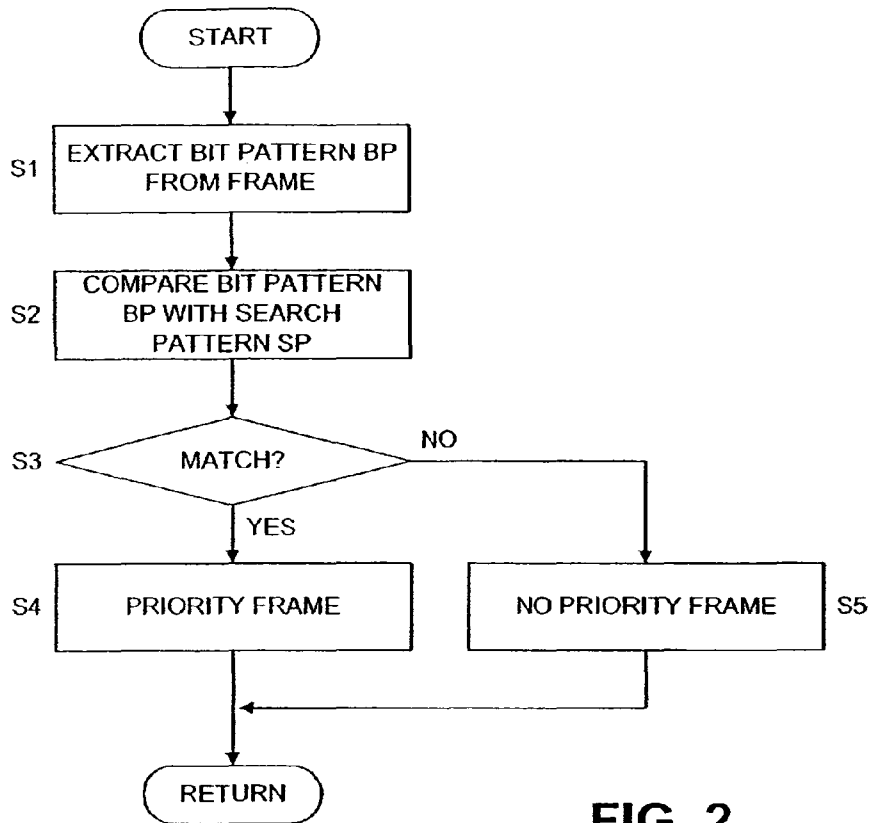 START
S1
EXTRACT BIT PATTERN BP
FROM FRAME
S2
COMPARE BIT PATTERN
BP WITH SEARCH
PATTERN SP
S3
MATCH?
NO
YES
S4
PRIORITY FRAME
NO PRIORITY FRAME
S5
RETURN
FIG. 2